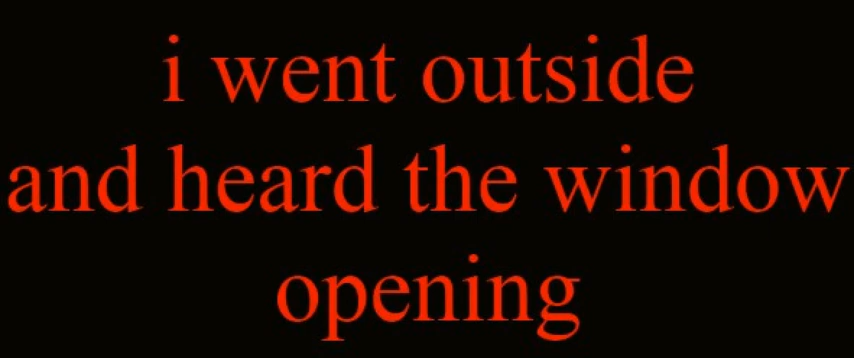 i went outside
and heard the window
opening